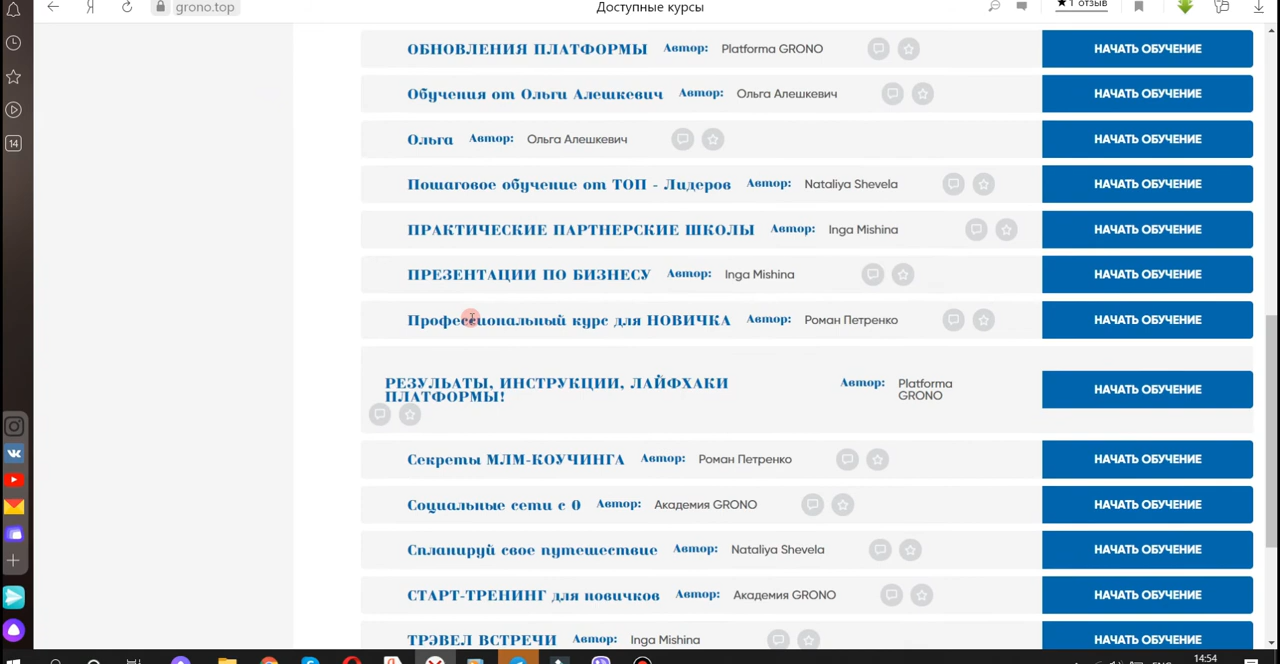 Я
grono.top
Доступные курсы
★ 1 отзыв
ОБНОВЛЕНИЯ ПЛАТФОРМЫ Автор: Platforma GRONO
НАЧАТЬ ОБУЧЕНИЕ
Обучения от Ольги Алешкевич Автор: Ольга Алешкевич
НАЧАТЬ ОБУЧЕНИЕ
14
Ольга Автор: Ольга Алешкевич
НАЧАТЬ ОБУЧЕНИЕ
Пошаговое обучение от ТОП - Лидеров Автор: Nataliya Shevela
НАЧАТЬ ОБУЧЕНИЕ
ПРАКТИЧЕСКИЕ ПАРТНЕРСКИЕ ШКОЛЫ Автор: Inga Mishina
НАЧАТЬ ОБУЧЕНИЕ
ПРЕЗЕНТАЦИИ ПО БИЗНЕСУ Автор: Inga Mishina
НАЧАТЬ ОБУЧЕНИЕ
Профессиональный курс для НОВИЧКА Автор: Роман Петренко
НАЧАТЬ ОБУЧЕНИЕ
РЕЗУЛЬАТЫ, ИНСТРУКЦИИ, ЛАЙФХАКИ
ПЛАТФОРМЫ!
Автор: Platforma
GRONO
НАЧАТЬ ОБУЧЕНИЕ
Секреты МЛМ-КОУЧИНГА Автор: Роман Петренко
НАЧАТЬ ОБУЧЕНИЕ
Социальные сети с 0 Автор: Академия GRONO
НАЧАТЬ ОБУЧЕНИЕ
Спланируй свое путешествие Автор: Nataliya Shevela
НАЧАТЬ ОБУЧЕНИЕ
СТАРТ-ТРЕНИНГ для новичков Автор: Академия GRONO
НАЧАТЬ ОБУЧЕНИЕ
ТРЭВЕЛ ВСТРЕЧИ Автор: Inga Mishina
НАЧАТЬ ОБУЧЕНИЕ
14:54